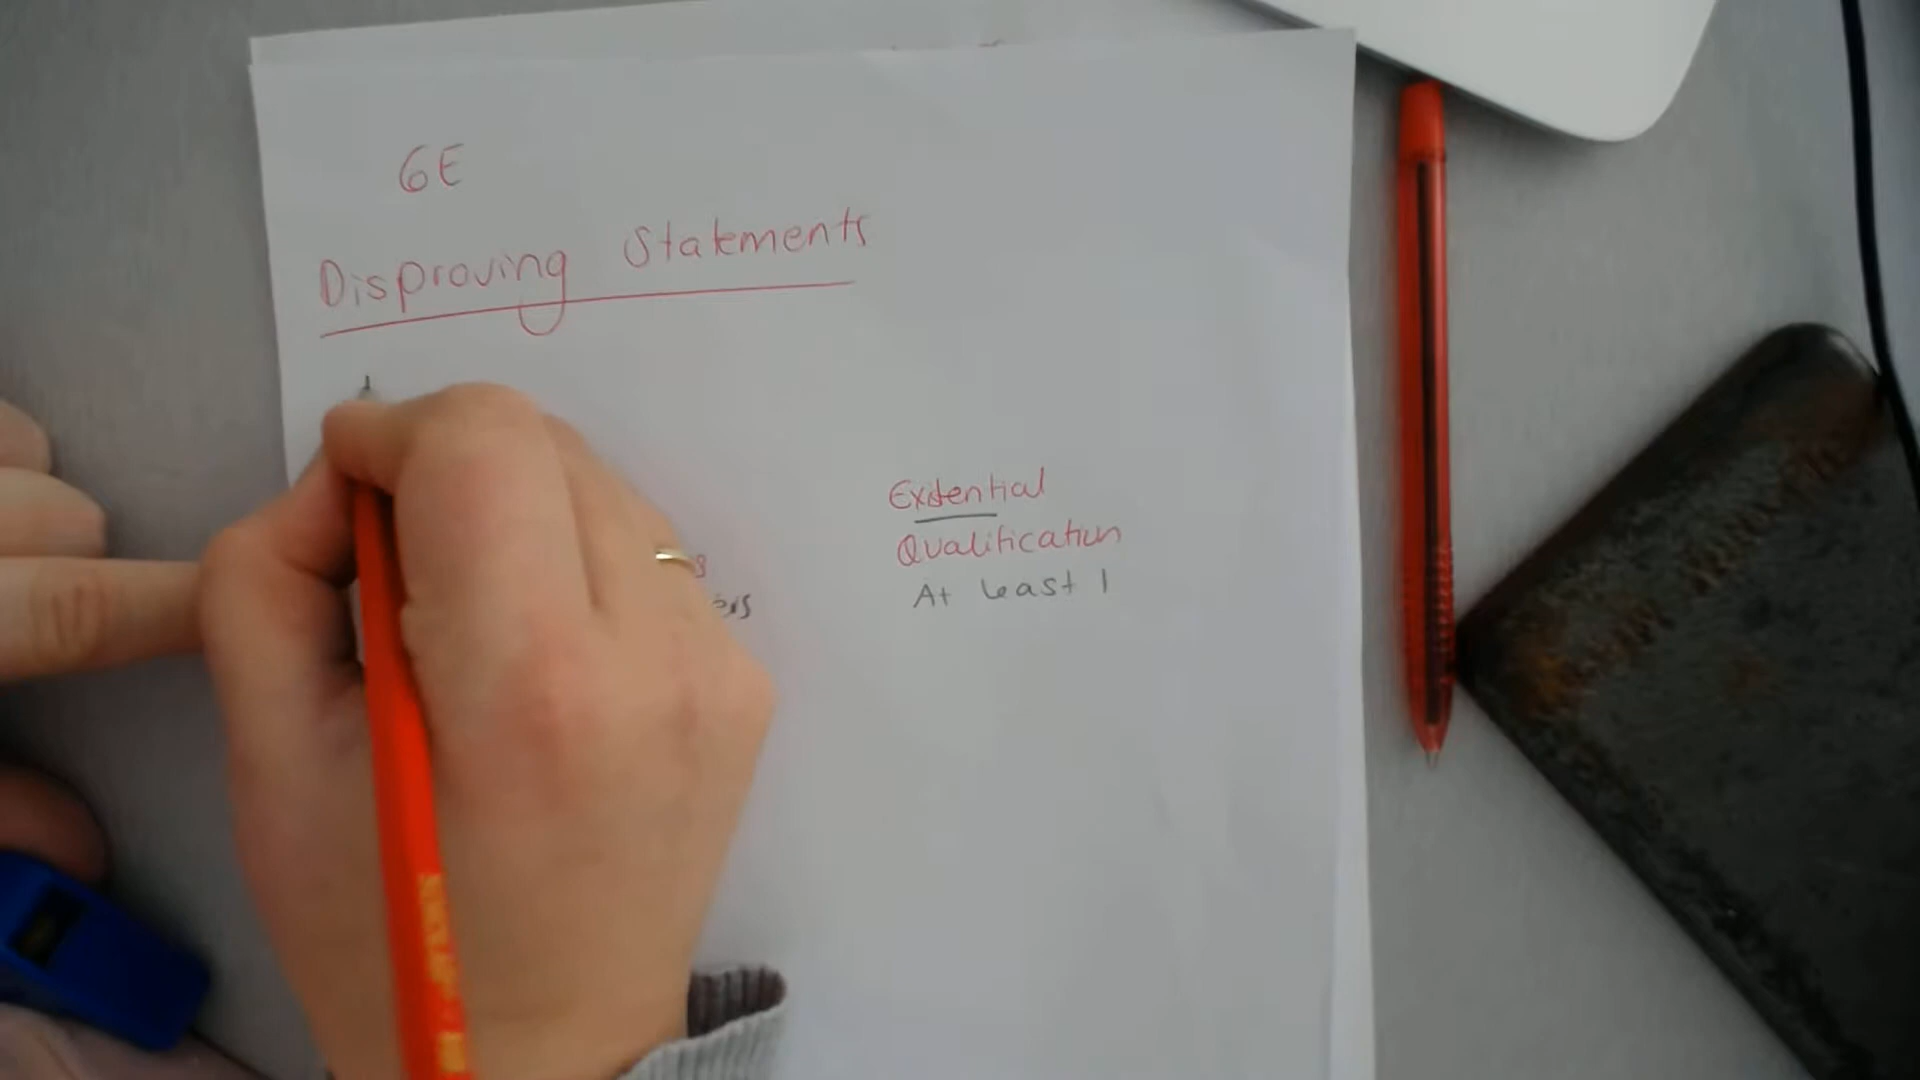 6E
Disproving Statements
Existential
Qualification
At least 1